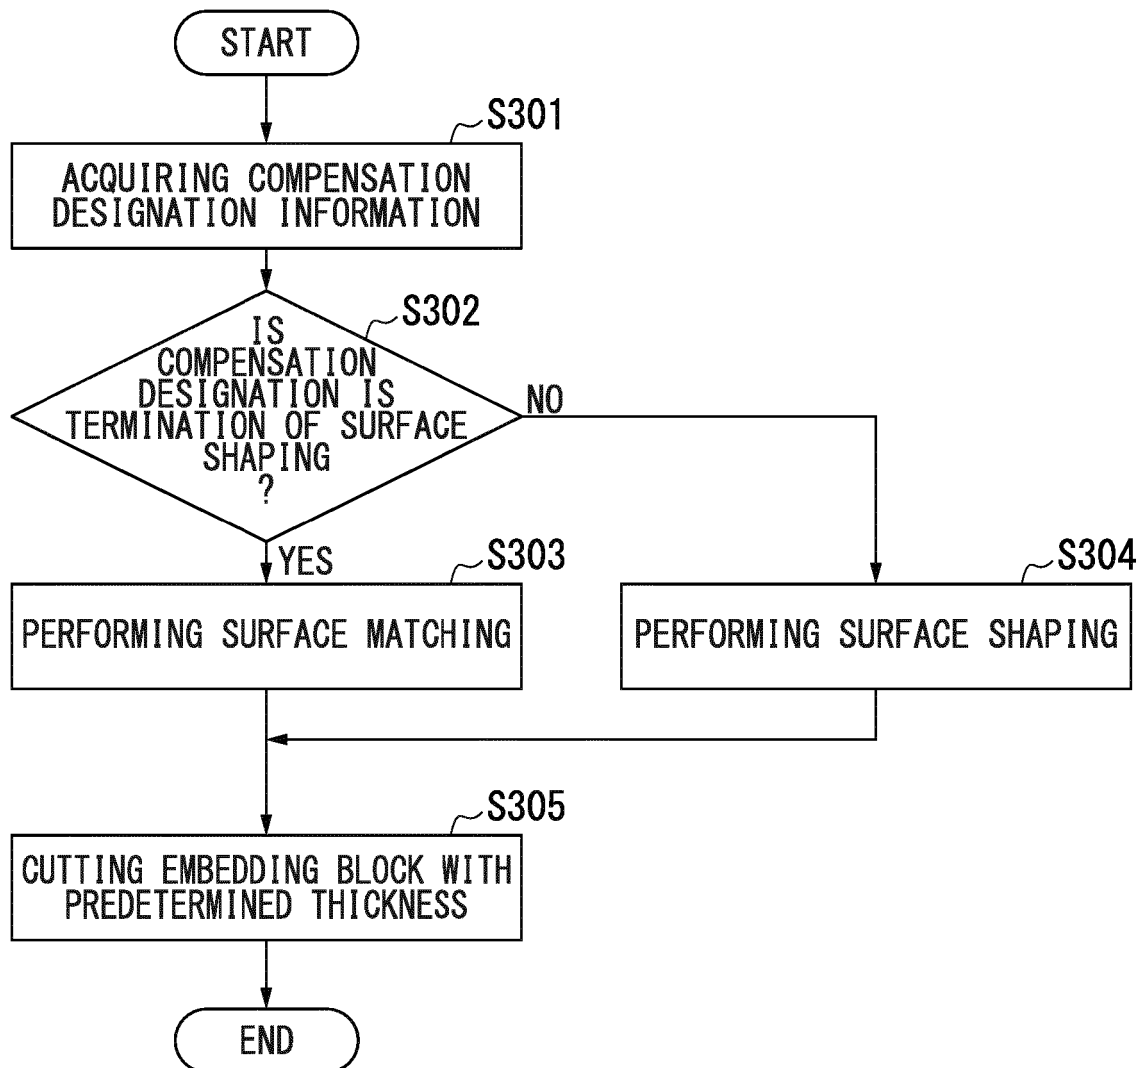 START
S301
ACQUIRING COMPENSATION
DESIGNATION INFORMATION
S302
IS
COMPENSATION
DESIGNATION IS
TERMINATION OF SURFACE
SHAPING
?
NO
YES
S303
PERFORMING SURFACE MATCHING
S304
PERFORMING SURFACE SHAPING
S305
CUTTING EMBEDDING BLOCK WITH
PREDETERMINED THICKNESS
END